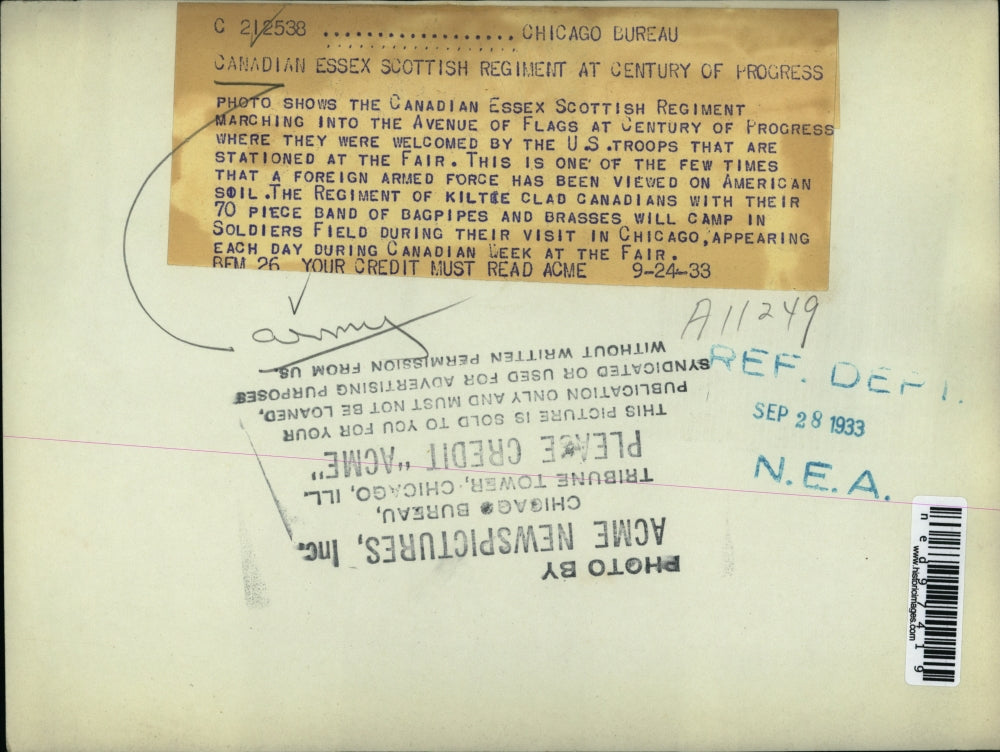 C 212538 .................. CHICAGO BUREAU
CANADIAN ESSEX SCOTTISH REGIMENT AT CENTURY OF PROGRESS
PHOTO SHOWS THE CANADIAN ESSEX SCOTTISH REGIMENT
MARCHING INTO THE AVENUE OF FLAGS AT CENTURY OF PROGRESS
WHERE THEY WERE WELCOMED BY THE U.S.TROOPS THAT ARE
STATIONED AT THE FAIR.THIS IS ONE OF THE FEW TIMES
THAT A FOREIGN ARMED FORCE HAS BEEN VIEWED ON AMERICAN
SOIL.THE REGIMENT OF KILTIE CLAD CANADIANS WITH THEIR
70 PIECE BAND OF BAGPIPES AND BRASSES WILL CAMP IN
SOLDIERS FIELD DURING THEIR VISIT IN CHICAGO,APPEARING
EACH DAY DURING CANADIAN WEEK AT THE FAIR.
BFM 26 YOUR CREDIT MUST READ ACME 9-24-33
army
A11249
REF. DEPT.
SEP 28 1933
N.E.A.
PHOTO BY
ACME NEWSPICTURES, Inc.
CHICAGO BUREAU,
TRIBUNE TOWER, CHICAGO, ILL.
PLEASE CREDIT "ACME"
THIS PICTURE IS SOLD TO YOU FOR YOUR
PUBLICATION ONLY AND MUST NOT BE LOANED,
SYNDICATED OR USED FOR ADVERTISING PURPOSES
WITHOUT WRITTEN PERMISSION FROM US.
ned97419
www.historicimages.com